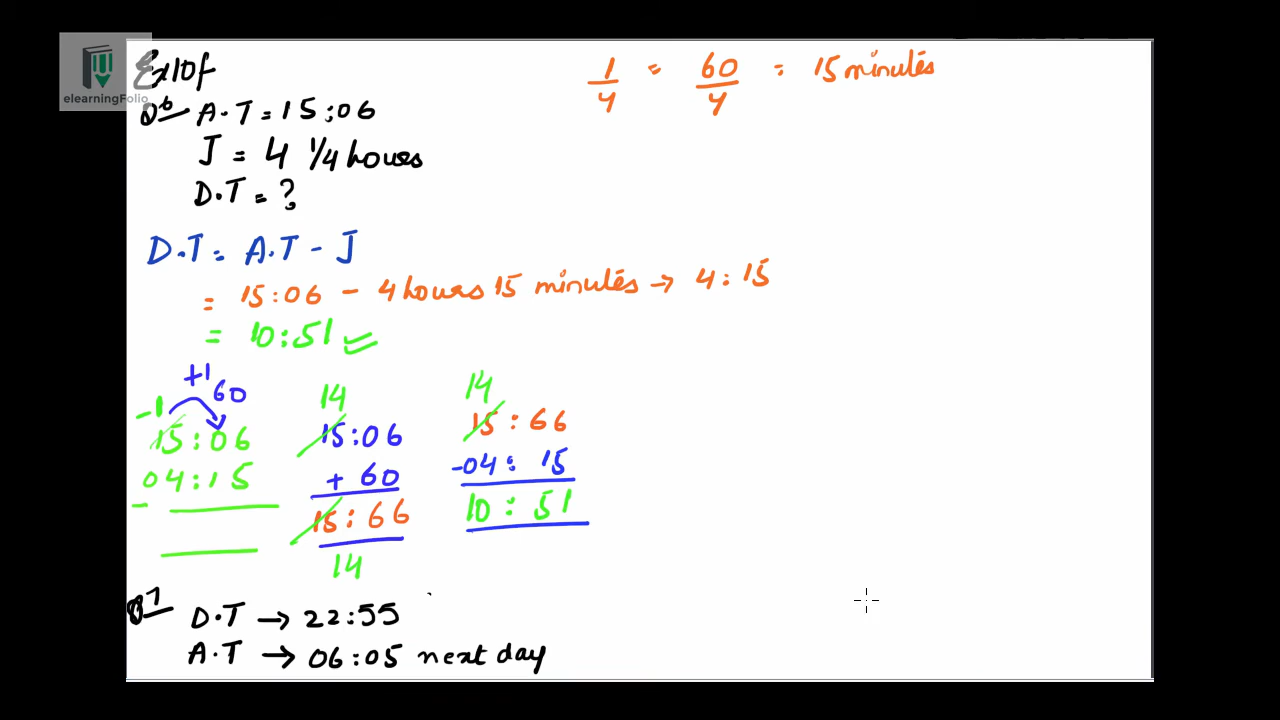 elearningFolio
Ex10f
Q6 A.T = 15:06
J = 4 1/4 hours
D.T = ?
1/4 = 60/4 = 15 minutes
D.T = A.T - J
= 15:06 - 4 hours 15 minutes → 4:15
= 10:51
+1 60
-1
15:06
04:15
-
14
15:06
+ 60
15:66
14
14
15:66
-04:15
10:51
Q7 D.T → 22:55
A.T → 06:05 next day